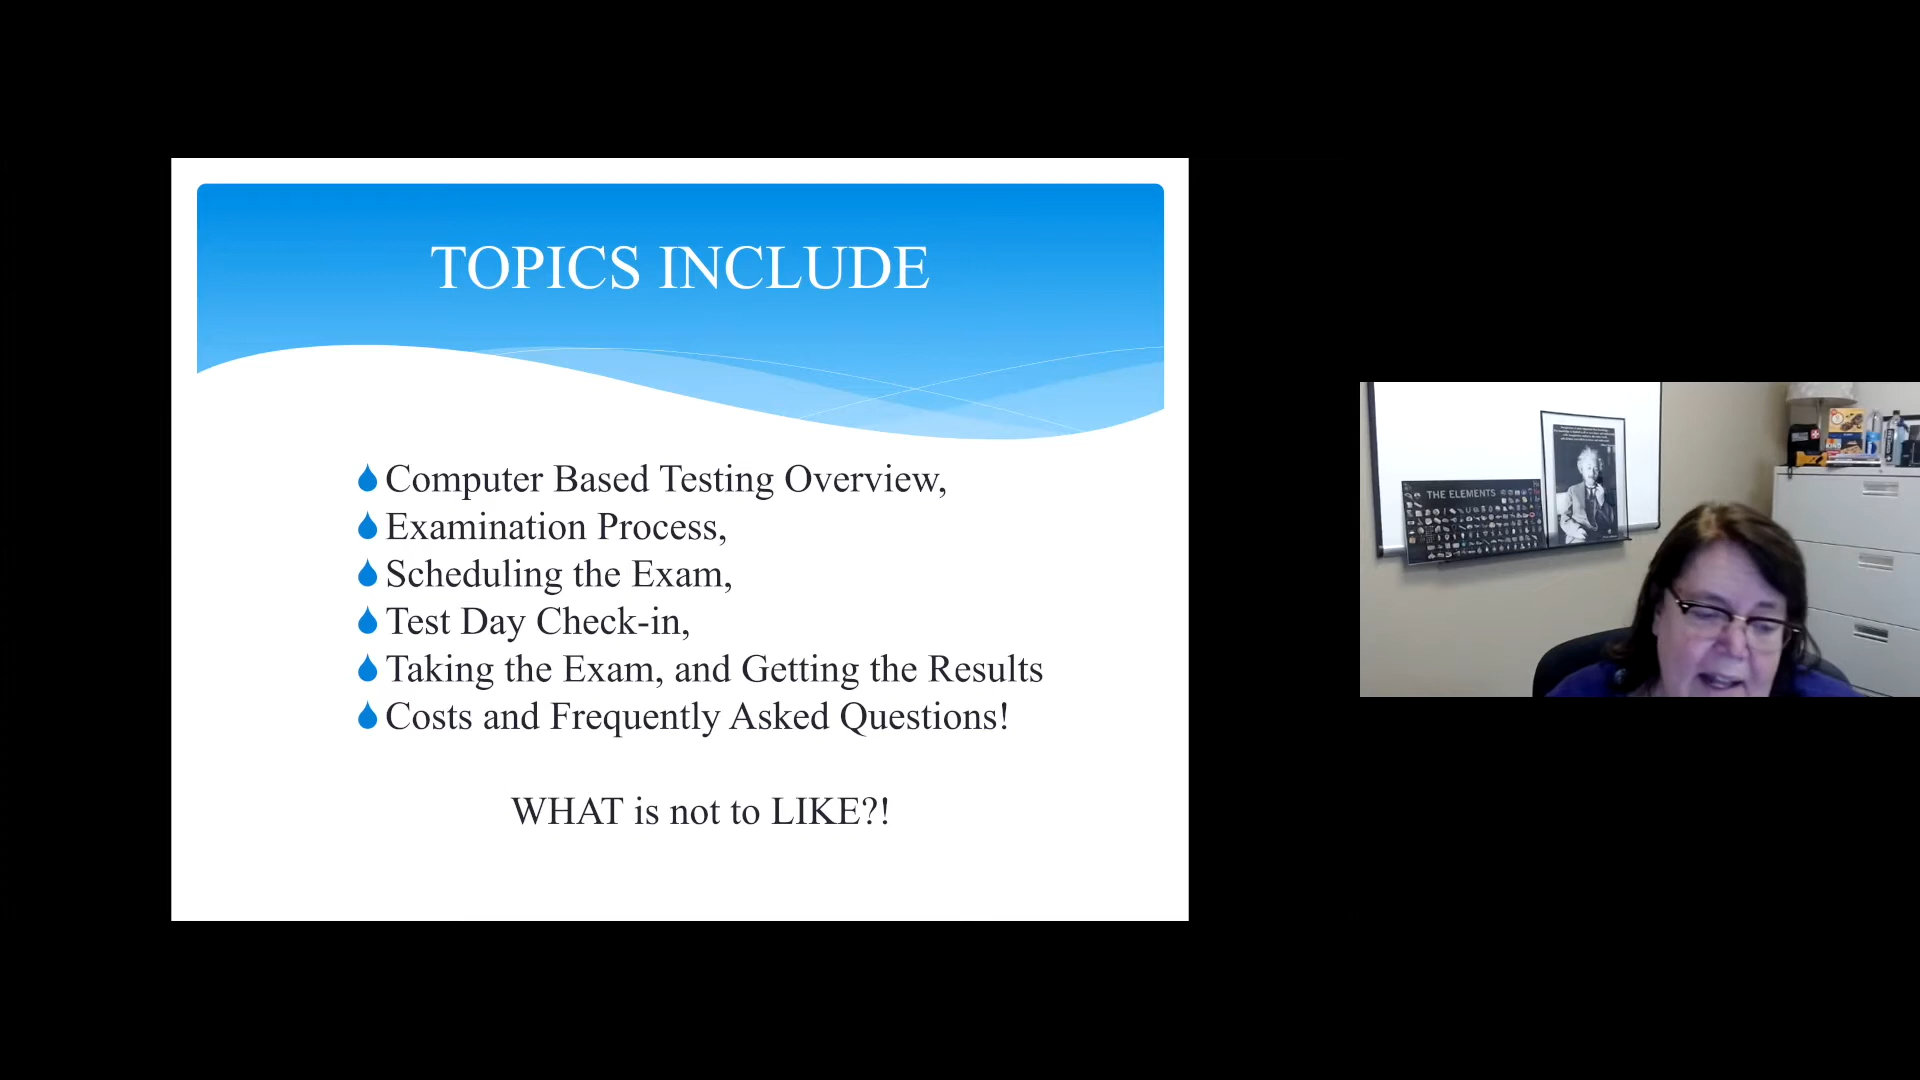 TOPICS INCLUDE
Computer Based Testing Overview,
Examination Process,
Scheduling the Exam,
Test Day Check-in,
Taking the Exam, and Getting the Results
Costs and Frequently Asked Questions!
WHAT is not to LIKE?!
THE ELEMENTS